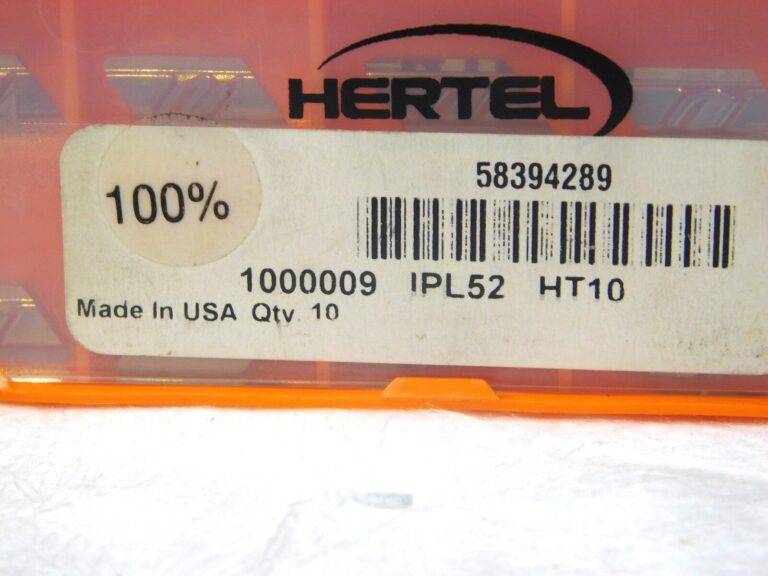 HERTEL
58394289
100%
1000009 IPL52 HT10
Made In USA Qty 10